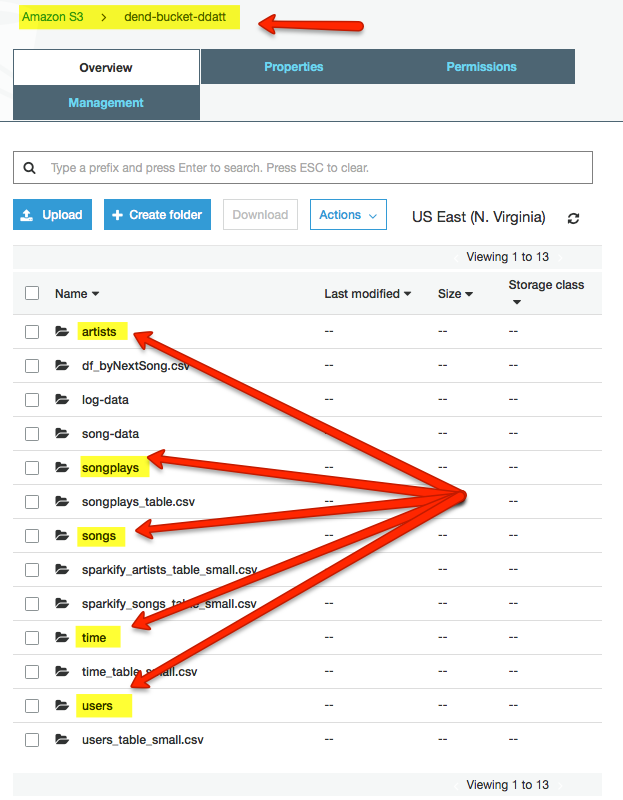 Amazon S3 > dend-bucket-ddatt
Overview Properties Permissions
Management
Type a prefix and press Enter to search. Press ESC to clear.
Upload + Create folder Download Actions US East (N. Virginia)
Viewing 1 to 13
Name Last modified Size Storage class
artists -- -- --
df_byNextSong.csv -- -- --
log-data -- -- --
song-data -- -- --
songplays -- -- --
songplays_table.csv -- -- --
songs -- -- --
sparkify_artists_table_small.csv -- -- --
sparkify_songs_table_small.csv -- -- --
time -- -- --
time_table_small.csv -- -- --
users -- -- --
users_table_small.csv -- -- --
Viewing 1 to 13